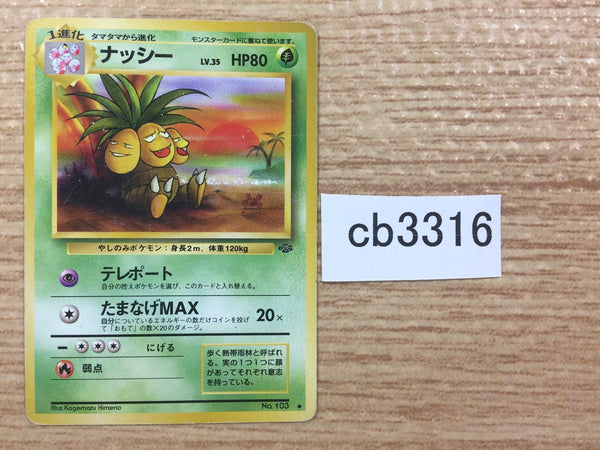 1進化
タマタマから進化
モンスターカードに重ねて使います。
ナッシー
LV.35 HP80
やしのみポケモン：身長2m、体重120kg
テレポート
自分の控えポケモンを選び、このカードと入れ替える。
たまなげMAX 20×
自分についているエネルギーの数だけコインを投げ
て「おもて」の数×20のダメージ。
にげる
弱点
歩く熱帯雨林と呼ばれ
る。実の1つ1つに顔
があってそれぞれ意志
を持っている。
Illus.Kagemaru Himeno
No. 103
cb3316